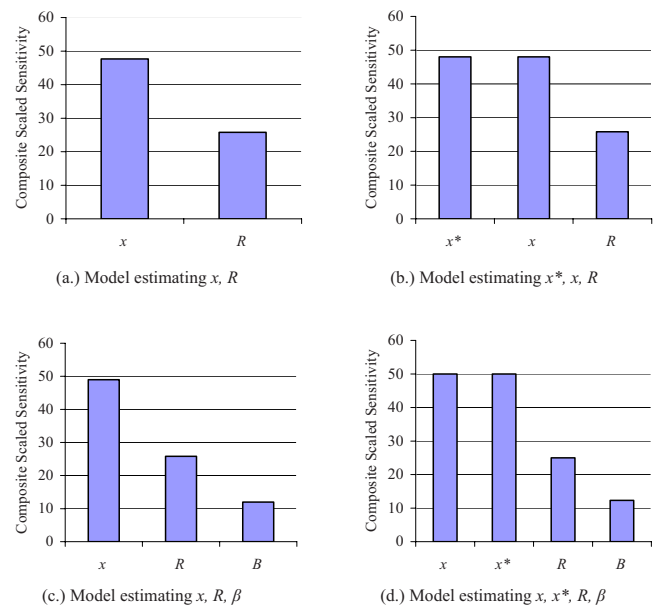 Composite Scaled Sensitivity
60
50
40
30
20
10
0
x R
(a.) Model estimating x, R
Composite Scaled Sensitivity
60
50
40
30
20
10
0
x* x R
(b.) Model estimating x*, x, R
Composite Scaled Sensitivity
60
50
40
30
20
10
0
x R B
(c.) Model estimating x, R, β
Composite Scaled Sensitivity
60
50
40
30
20
10
0
x x* R B
(d.) Model estimating x, x*, R, β